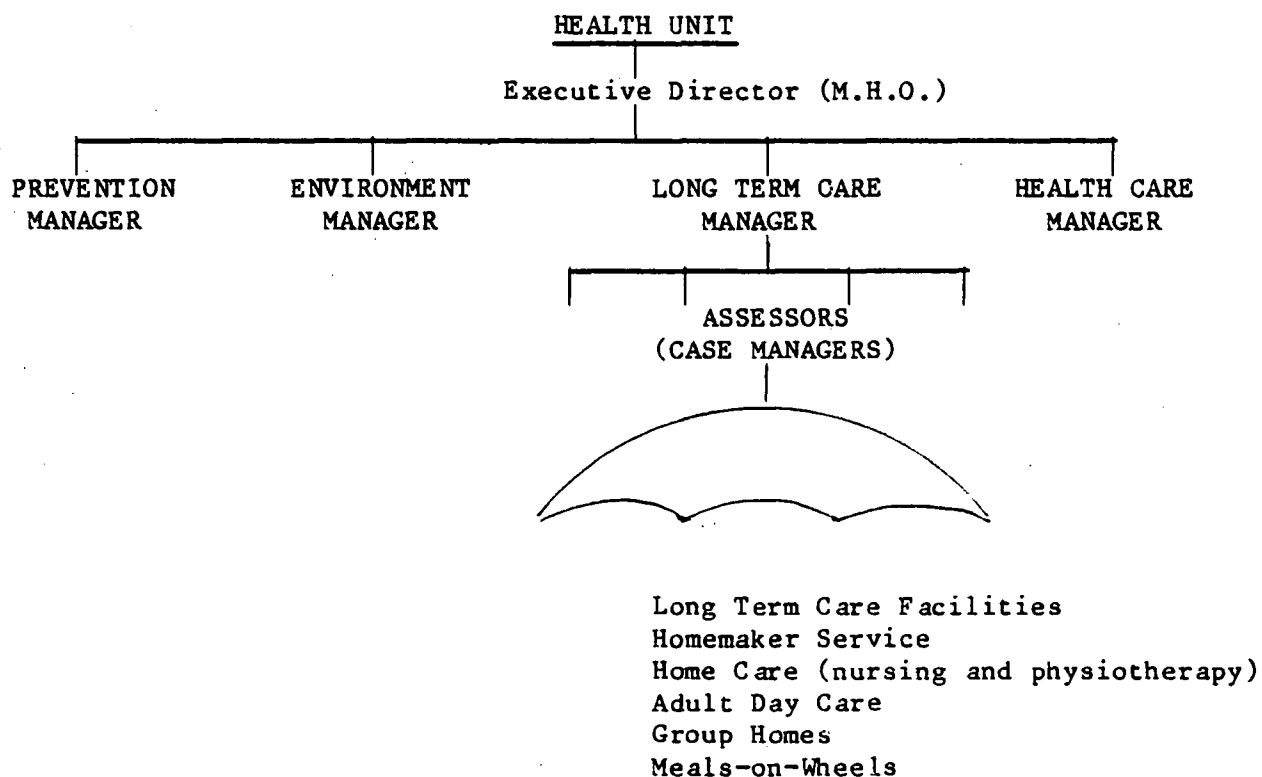 HEALTH UNIT
Executive Director (M.H.O.)
PREVENTION MANAGER
ENVIRONMENT MANAGER
LONG TERM CARE MANAGER
HEALTH CARE MANAGER
ASSESSORS
(CASE MANAGERS)
Long Term Care Facilities
Homemaker Service
Home Care (nursing and physiotherapy)
Adult Day Care
Group Homes
Meals-on-Wheels